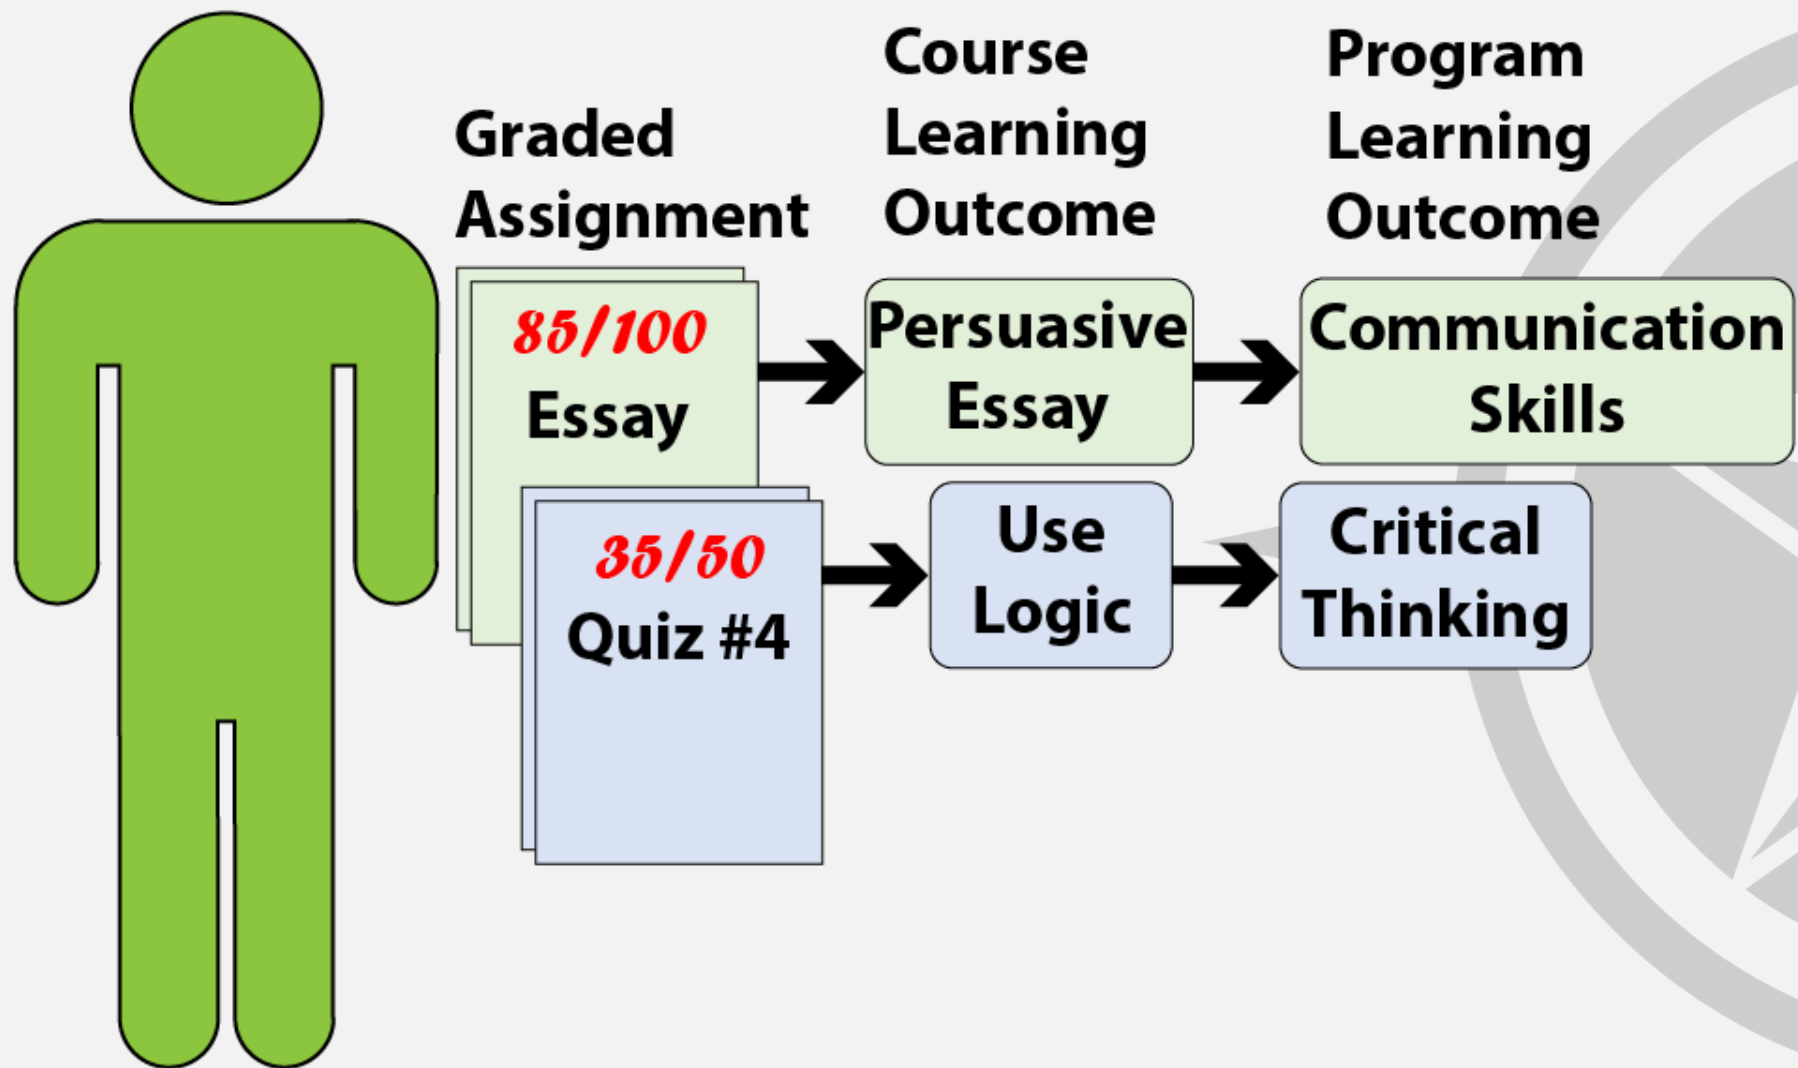 Graded
Assignment
Course
Learning
Outcome
Program
Learning
Outcome
85/100
Essay
Persuasive
Essay
Communication
Skills
35/50
Quiz #4
Use
Logic
Critical
Thinking